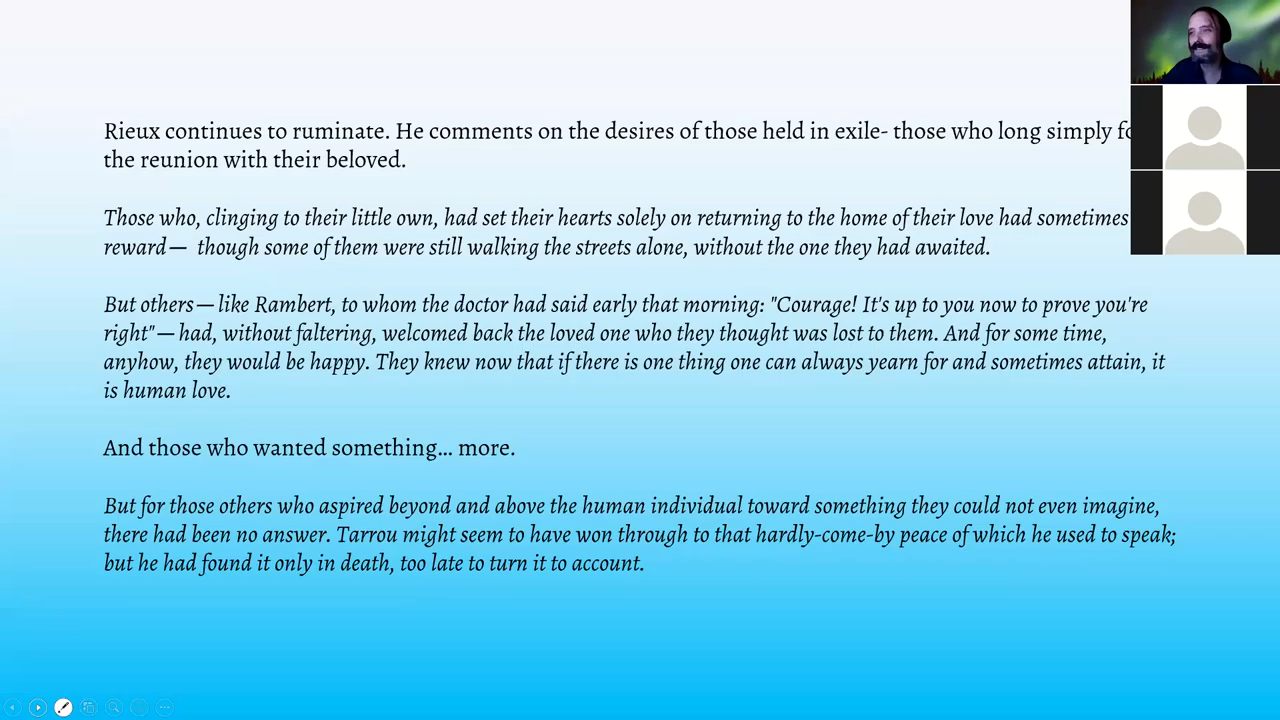 Rieux continues to ruminate. He comments on the desires of those held in exile- those who long simply
the reunion with their beloved.
Those who, clinging to their little own, had set their hearts solely on returning to the home of their love had sometimes
reward— though some of them were still walking the streets alone, without the one they had awaited.
But others—like Rambert, to whom the doctor had said early that morning: "Courage! It's up to you now to prove you're
right"—had, without faltering, welcomed back the loved one who they thought was lost to them. And for some time,
anyhow, they would be happy. They knew now that if there is one thing one can always yearn for and sometimes attain, it
is human love.
And those who wanted something... more.
But for those others who aspired beyond and above the human individual toward something they could not even imagine,
there had been no answer. Tarrou might seem to have won through to that hardly-come-by peace of which he used to speak;
but he had found it only in death, too late to turn it to account.